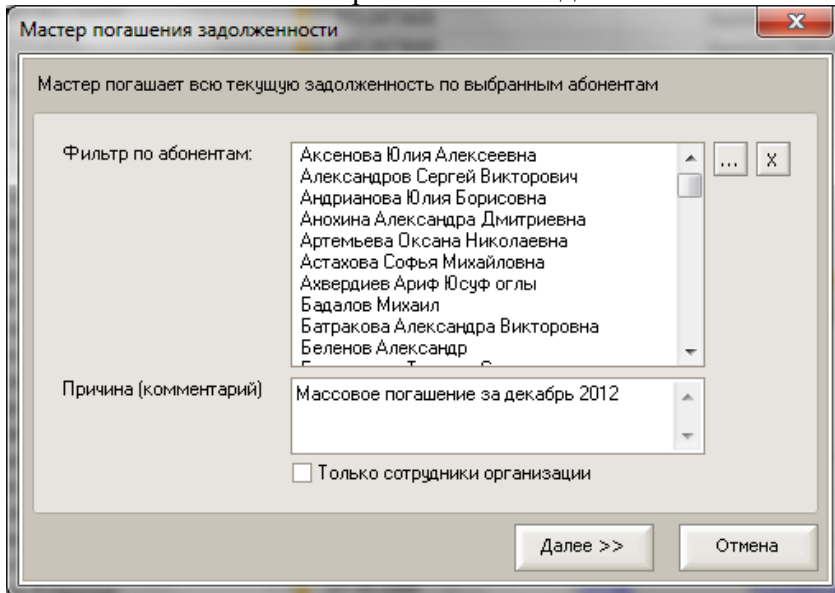 Мастер погашения задолженности
Мастер погашает всю текущую задолженность по выбранным абонентам
Фильтр по абонентам:
Аксенова Юлия Алексеевна
Александров Сергей Викторович
Андрианова Юлия Борисовна
Анохина Александра Дмитриевна
Артемьева Оксана Николаевна
Астахова Софья Михайловна
Ахвердиев Ариф Юсуф оглы
Бадалов Михаил
Батракова Александра Викторовна
Беленов Александр
... X
Причина (комментарий)
Массовое погашение за декабрь 2012
Только сотрудники организации
Далее >> Отмена